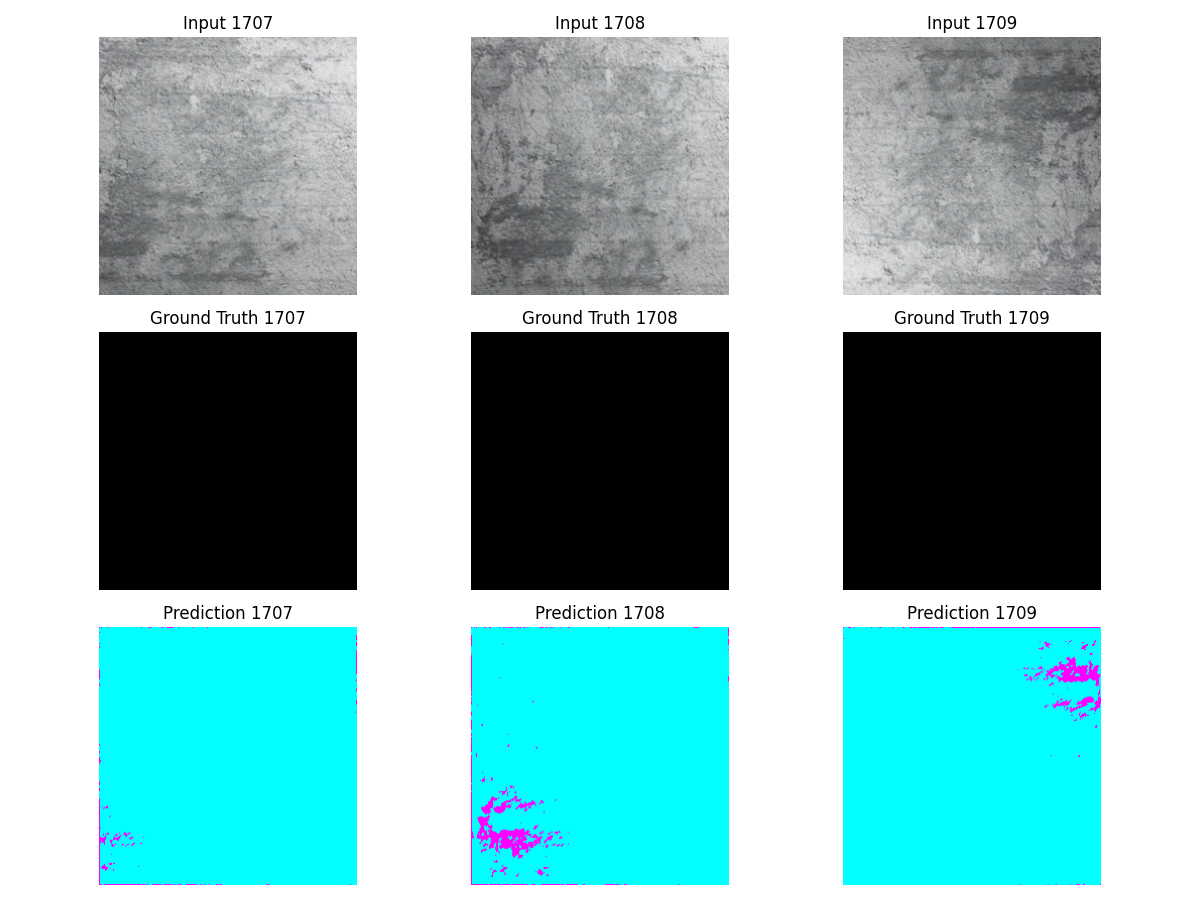 Input 1707
Input 1708
Input 1709
Ground Truth 1707
Ground Truth 1708
Ground Truth 1709
Prediction 1707
Prediction 1708
Prediction 1709